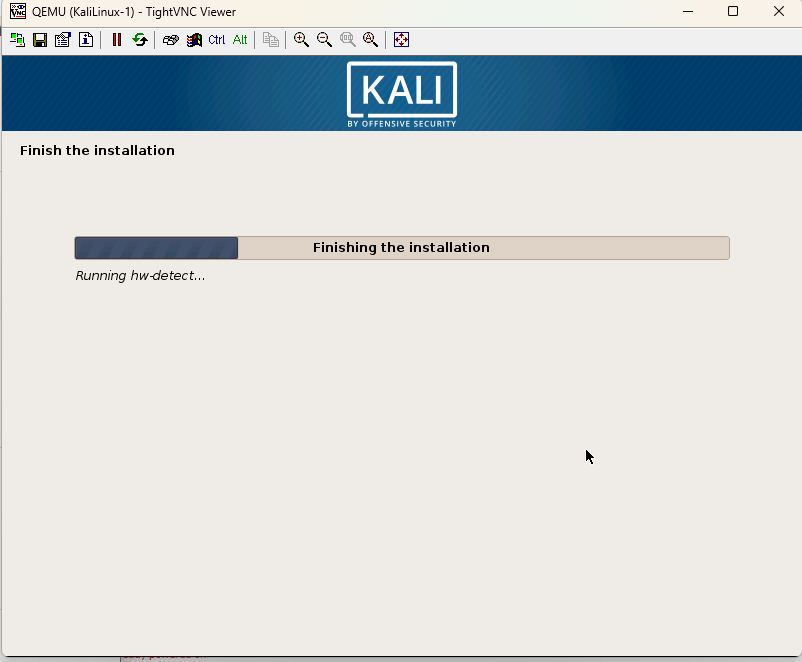 QEMU (KaliLinux-1) - TightVNC Viewer
Ctrl Alt
KALI
BY OFFENSIVE SECURITY
Finish the installation
Finishing the installation
Running hw-detect...